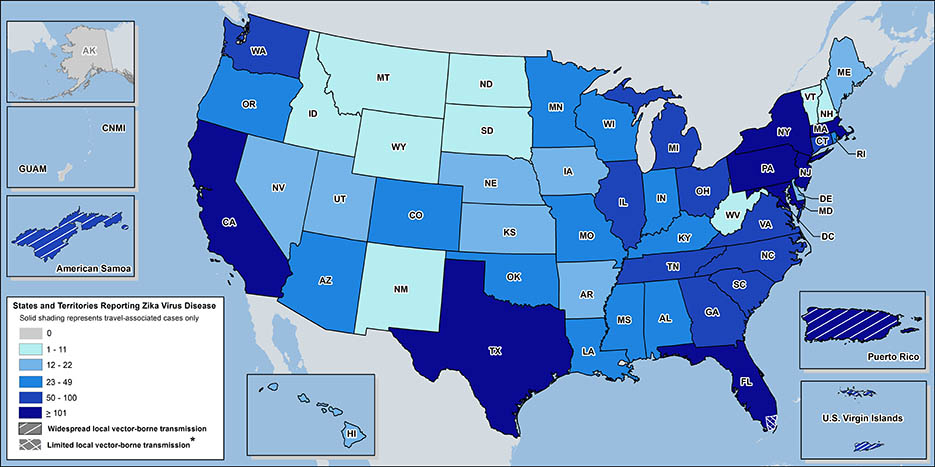 AK
CNMI
GUAM
American Samoa
States and Territories Reporting Zika Virus Disease
Solid shading represents travel-associated cases only
0
1 - 11
12 - 22
23 - 49
50 - 100
≥ 101
Widespread local vector-borne transmission
Limited local vector-borne transmission*
HI
WA
OR
CA
NV
ID
MT
WY
UT
AZ
CO
NM
ND
SD
NE
KS
OK
TX
MN
IA
MO
AR
LA
WI
IL
MI
IN
OH
KY
TN
MS
AL
GA
FL
SC
NC
VA
WV
PA
NY
VT
NH
ME
MA
CT
RI
NJ
DE
MD
DC
Puerto Rico
U.S. Virgin Islands